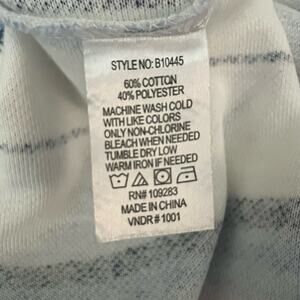 STYLE NO: B10445
60% COTTON
40% POLYESTER
MACHINE WASH COLD
WITH LIKE COLORS
ONLY NON-CHLORINE
BLEACH WHEN NEEDED
TUMBLE DRY LOW
WARM IRON IF NEEDED
RN# 109283
MADE IN CHINA
VNDR # 1001